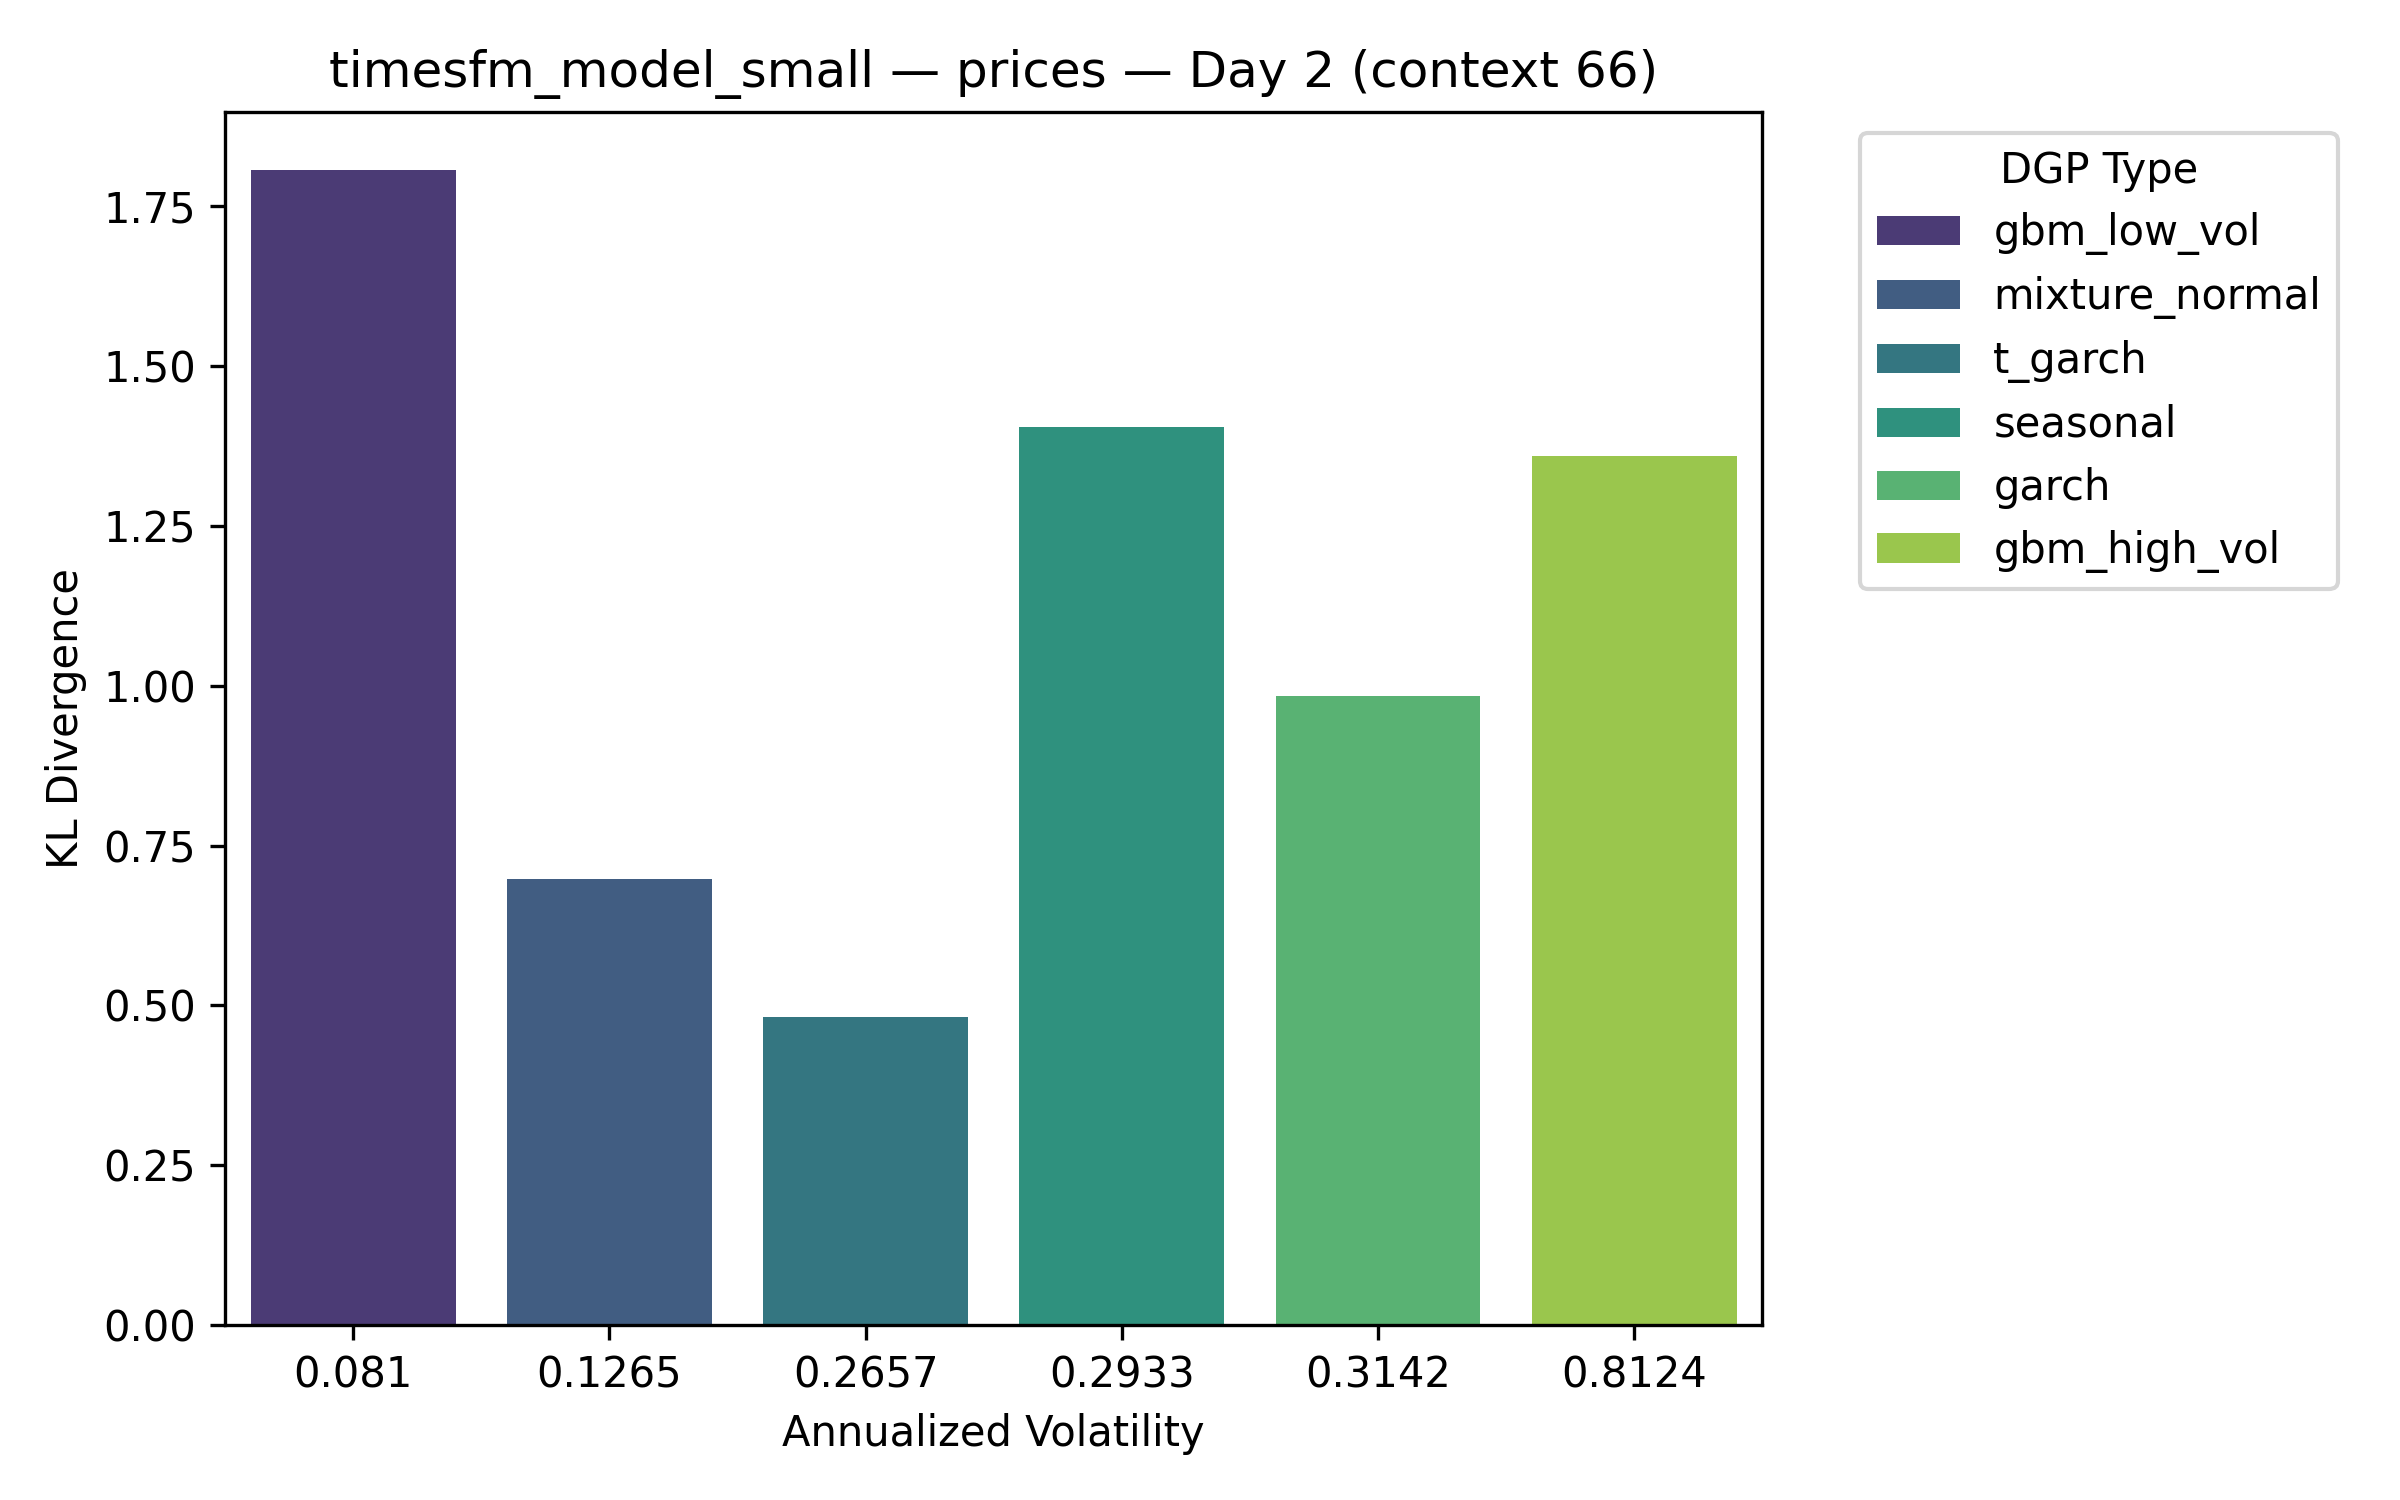 timesfm_model_small — prices — Day 2 (context 66)
KL Divergence
1.75
1.50
1.25
1.00
0.75
0.50
0.25
0.00
0.081 0.1265 0.2657 0.2933 0.3142 0.8124
Annualized Volatility
DGP Type
gbm_low_vol
mixture_normal
t_garch
seasonal
garch
gbm_high_vol